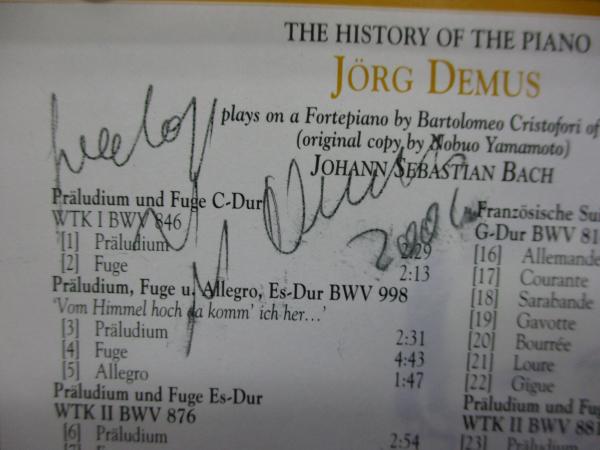 THE HISTORY OF THE PIANO
JÖRG DEMUS
plays on a Fortepiano by Bartolomeo Cristofori of
(original copy by Nobuo Yamamoto)
JOHANN SEBASTIAN BACH
Präludium und Fuge C-Dur
WTK I BWV 846
[1] Präludium 2:29
[2] Fuge 2:13
Präludium, Fuge u. Allegro, Es-Dur BWV 998
'Vom Himmel hoch da komm' ich her...'
[3] Präludium 2:31
[4] Fuge 4:43
[5] Allegro 1:47
Präludium und Fuge Es-Dur
WTK II BWV 876
[6] Präludium 2:54
Französische Sui
G-Dur BWV 81
[16] Allemande
[17] Courante
[18] Sarabande
[19] Gavotte
[20] Bourrée
[21] Loure
[22] Gigue
Präludium und Fu
WTK II BWV 881
[23] Präludium
Demus
2006